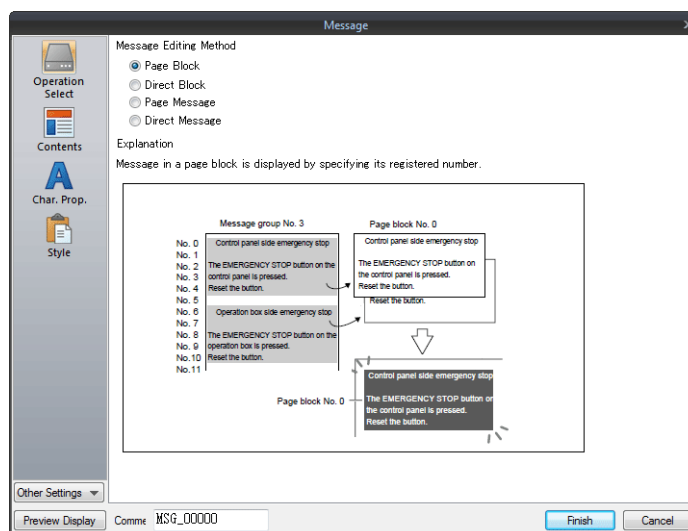 Message
Operation
Select
Contents
Char. Prop.
Style
Other Settings
Message Editing Method
Page Block
Direct Block
Page Message
Direct Message
Explanation
Message in a page block is displayed by specifying its registered number.
Message group No. 3
No. 0 Control panel side emergency stop
No. 1
No. 2 The EMERGENCY STOP button on the
No. 3 control panel is pressed.
No. 4 Reset the button.
No. 5
No. 6 Operation box side emergency stop
No. 7
No. 8 The EMERGENCY STOP button on the
No. 9 operation box is pressed.
No.10 Reset the button.
No.11
Page block No. 0
Control panel side emergency stop
The EMERGENCY STOP button on
the control panel is pressed.
Reset the button.
Reset the button.
Page block No. 0
Control panel side emergency stop
The EMERGENCY STOP button on
the control panel is pressed.
Reset the button.
Preview Display Comme MSG_00000 Finish Cancel